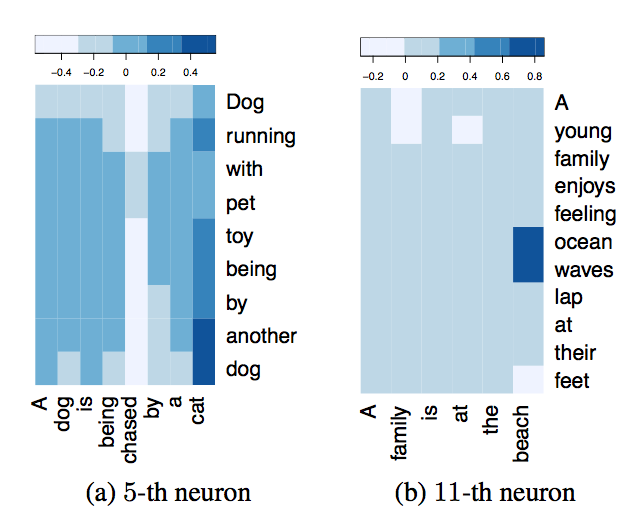 -0.4 -0.2 0 0.2 0.4
Dog
running
with
pet
toy
being
by
another
dog
A dog is being chased by a cat
(a) 5-th neuron
-0.2 0 0.2 0.4 0.6 0.8
A
young
family
enjoys
feeling
ocean
waves
lap
at
their
feet
A family is at the beach
(b) 11-th neuron